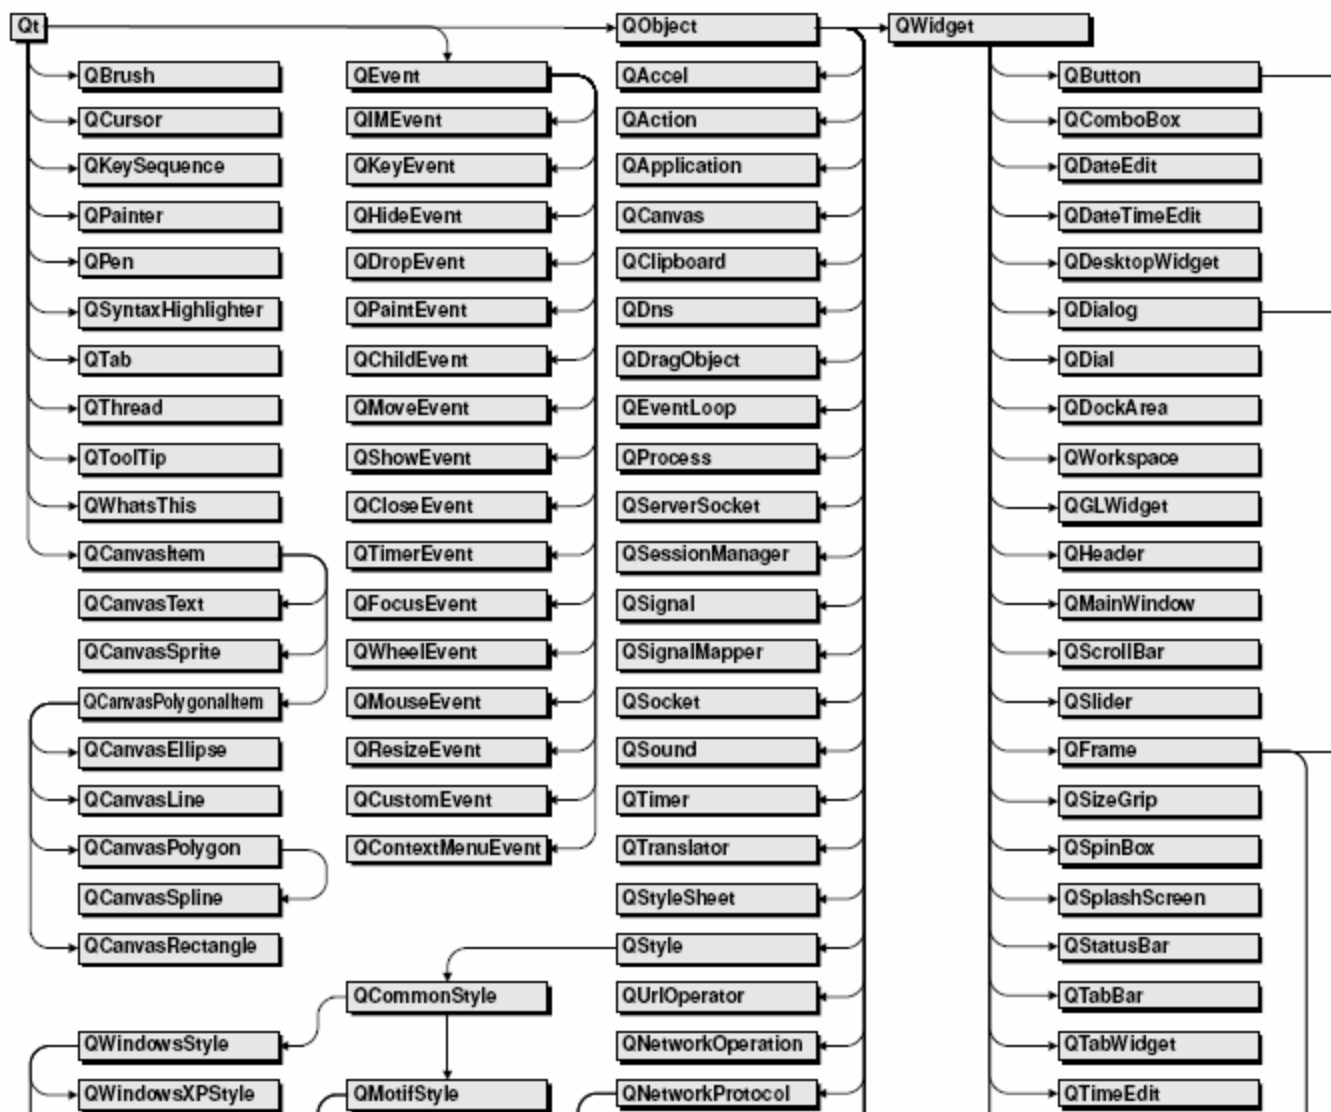 Qt
QObject
QWidget
QBrush
QEvent
QAccel
QButton
QCursor
QIMEvent
QAction
QComboBox
QKeySequence
QKeyEvent
QApplication
QDateEdit
QPainter
QHideEvent
QCanvas
QDateTimeEdit
QPen
QDropEvent
QClipboard
QDesktopWidget
QSyntaxHighlighter
QPaintEvent
QDns
QDialog
QTab
QChildEvent
QDragObject
QDial
QThread
QMoveEvent
QEventLoop
QDockArea
QToolTip
QShowEvent
QProcess
QWorkspace
QWhatsThis
QCloseEvent
QServerSocket
QGLWidget
QCanvasItem
QTimerEvent
QSessionManager
QHeader
QCanvasText
QFocusEvent
QSignal
QMainWindow
QCanvasSprite
QWheelEvent
QSignalMapper
QScrollBar
QCanvasPolygonalItem
QMouseEvent
QSocket
QSlider
QCanvasEllipse
QResizeEvent
QSound
QFrame
QCanvasLine
QCustomEvent
QTimer
QSizeGrip
QCanvasPolygon
QContextMenuEvent
QTranslator
QSpinBox
QCanvasSpline
QStyleSheet
QSplashScreen
QCanvasRectangle
QStyle
QStatusBar
QCommonStyle
QUrlOperator
QTabBar
QWindowsStyle
QNetworkOperation
QTabWidget
QWindowsXPStyle
QMotifStyle
QNetworkProtocol
QTimeEdit